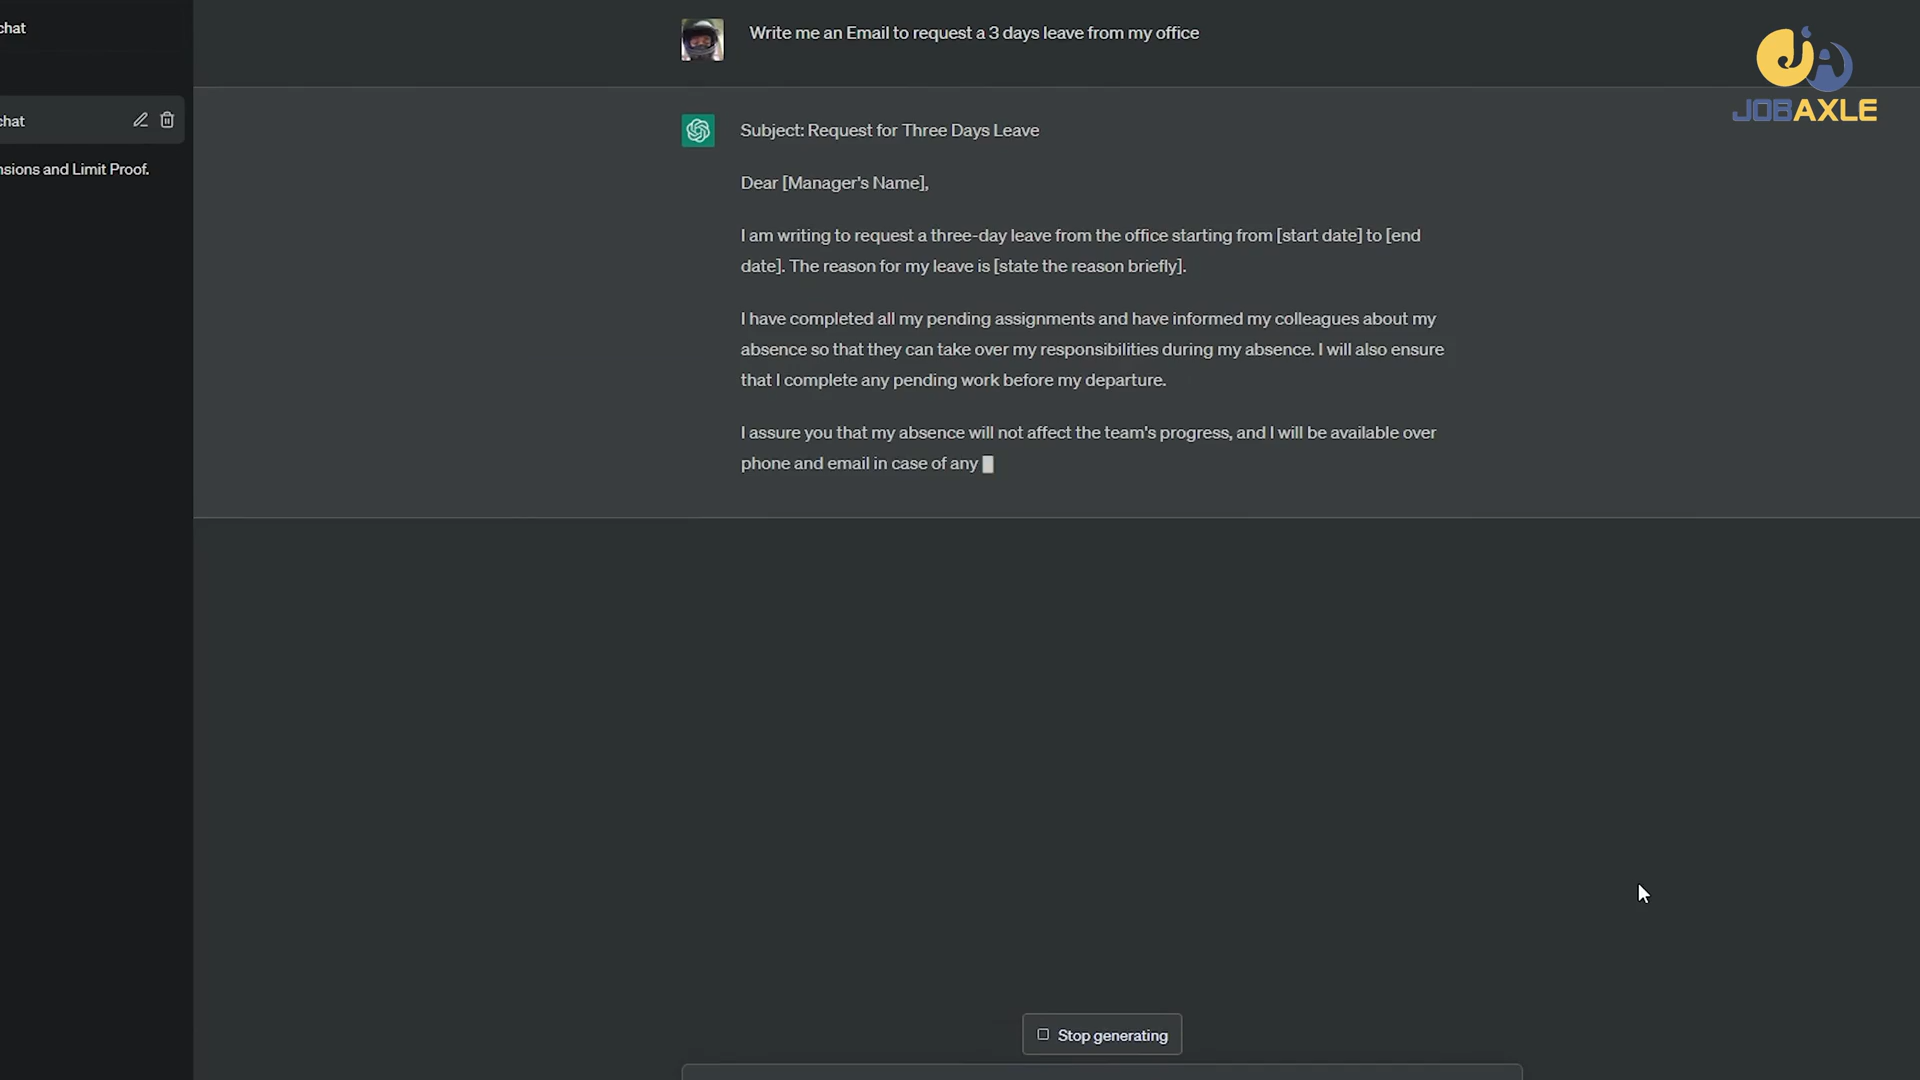 chat
Write me an Email to request a 3 days leave from my office
JOBAXLE
chat
nsions and Limit Proof.
Subject: Request for Three Days Leave
Dear [Manager's Name],
I am writing to request a three-day leave from the office starting from [start date] to [end
date]. The reason for my leave is [state the reason briefly].
I have completed all my pending assignments and have informed my colleagues about my
absence so that they can take over my responsibilities during my absence. I will also ensure
that I complete any pending work before my departure.
I assure you that my absence will not affect the team's progress, and I will be available over
phone and email in case of any
Stop generating